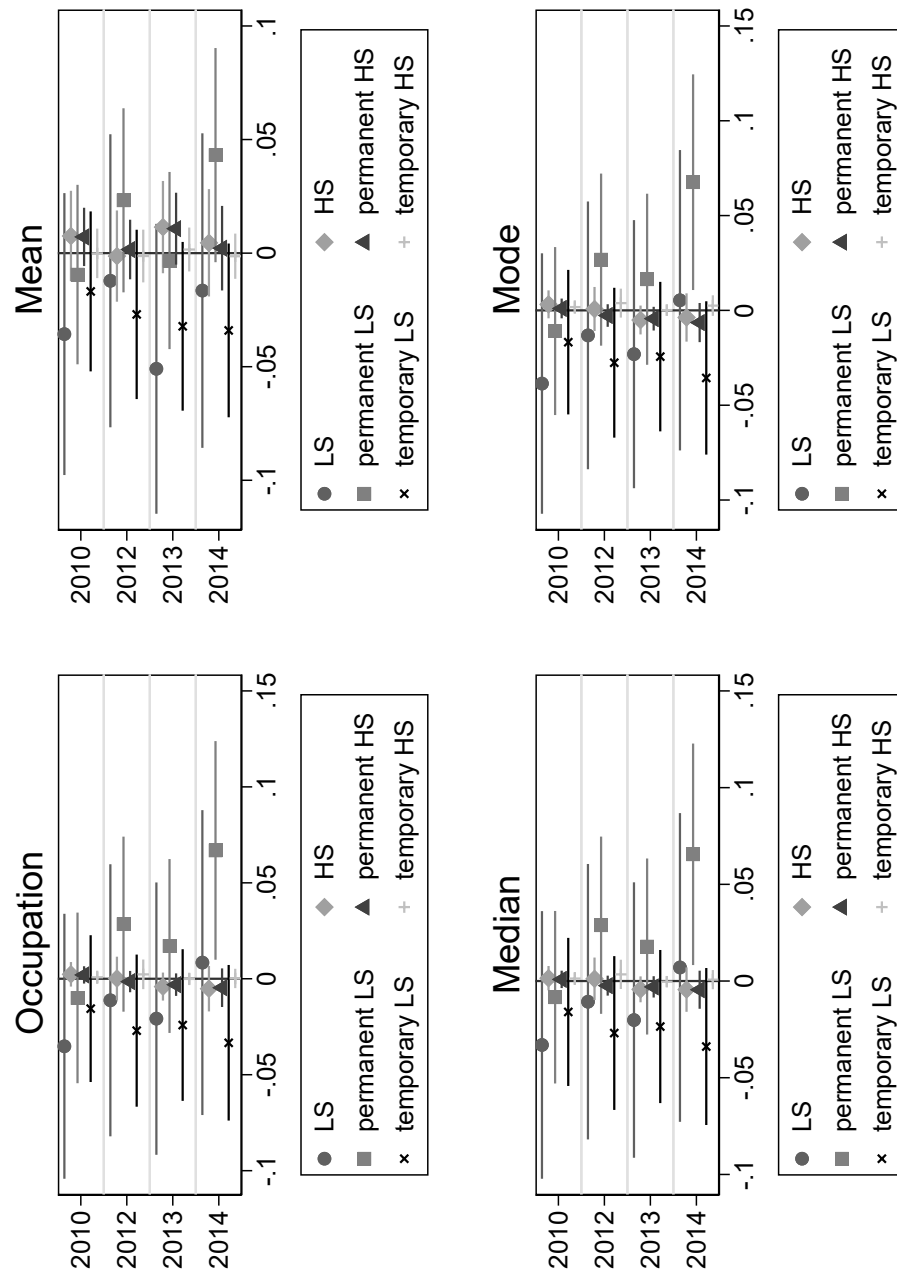 Occupation
2010
2012
2013
2014
-.1 -.05 0 .05 .1 .15
LS HS
permanent LS permanent HS
temporary LS temporary HS
Mean
2010
2012
2013
2014
-.1 -.05 0 .05 .1
LS HS
permanent LS permanent HS
temporary LS temporary HS
Median
2010
2012
2013
2014
-.1 -.05 0 .05 .1 .15
LS HS
permanent LS permanent HS
temporary LS temporary HS
Mode
2010
2012
2013
2014
-.1 -.05 0 .05 .1 .15
LS HS
permanent LS permanent HS
temporary LS temporary HS